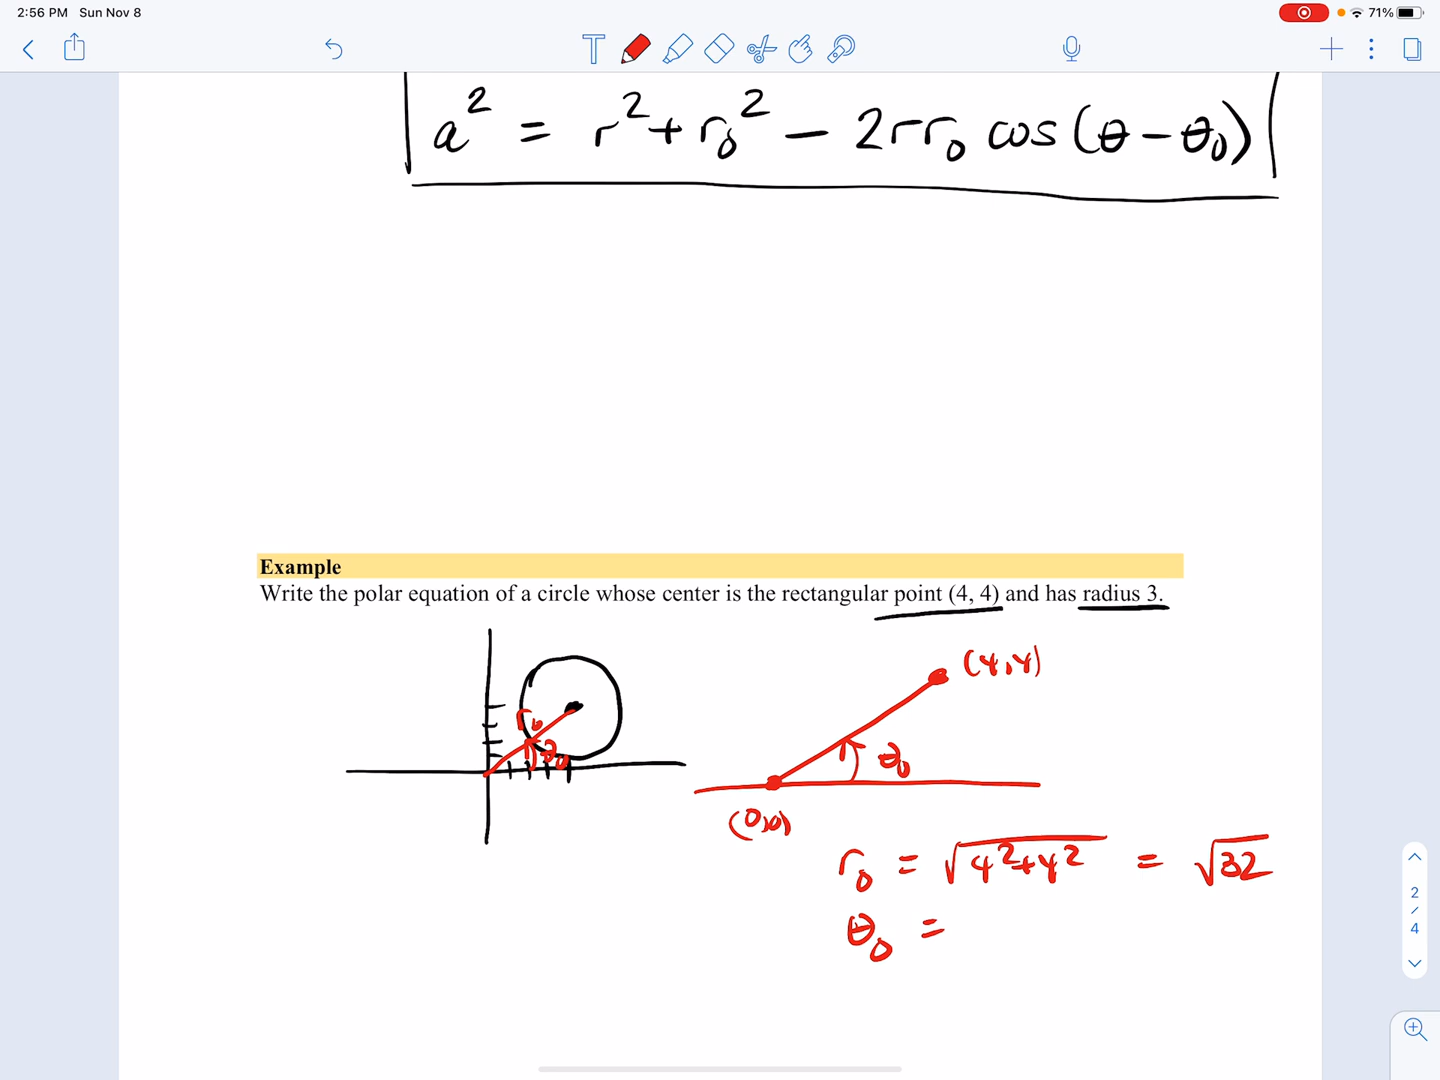 2:56 PM Sun Nov 8
71%
T
a² = r² + r₀² − 2rr₀ cos(θ − θ₀)
Example
Write the polar equation of a circle whose center is the rectangular point (4, 4) and has radius 3.
r₀
θ₀
(4,4)
θ₀
(0,0)
r₀ = √(4²+4²) = √32
θ₀ =
2
/
4